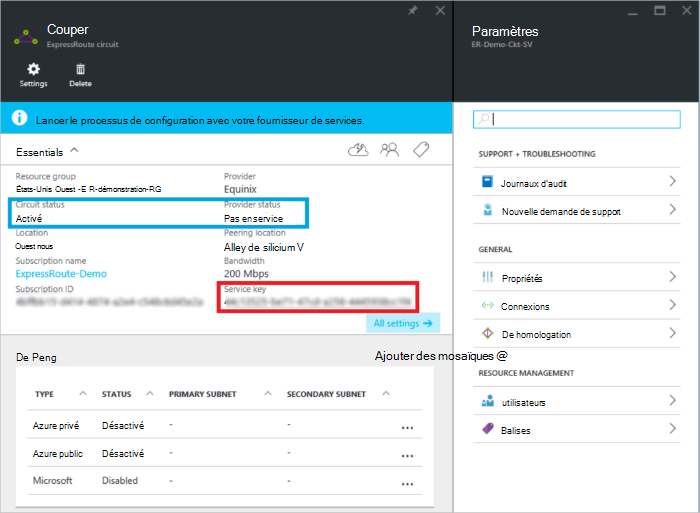 Couper
ExpressRoute circuit
Settings
Delete
Lancer le processus de configuration avec votre fournisseur de services.
Essentials
Resource group
États-Unis Ouest -E R-démonstration-RG
Provider
Equinix
Circuit status
Activé
Provider status
Pas en service
Location
Ouest nous
Peering location
Alley de silicium V
Subscription name
ExpressRoute-Demo
Bandwidth
200 Mbps
Subscription ID
Service key
All settings →
De Peng
Ajouter des mosaïques @
TYPE STATUS PRIMARY SUBNET SECONDARY SUBNET
Azure privé Désactivé - - ...
Azure public Désactivé - - ...
Microsoft Disabled - - ...
Paramètres
ER-Demo-Ckt-SV
SUPPORT + TROUBLESHOOTING
Journaux d'audit
Nouvelle demande de support
GENERAL
Propriétés
Connexions
De homologation
RESOURCE MANAGEMENT
utilisateurs
Balises